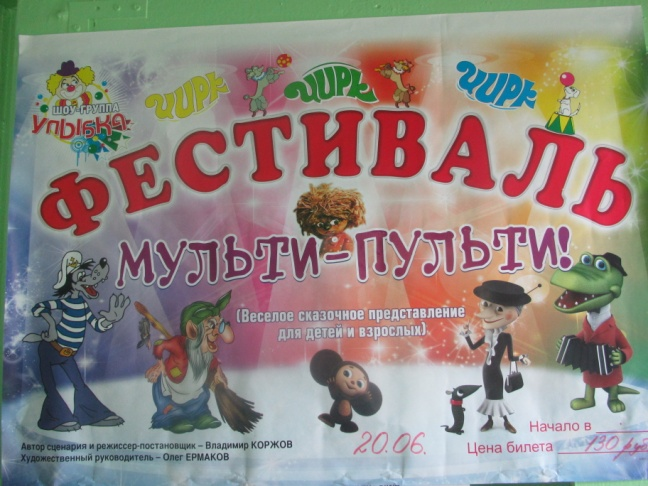 ШОУ-ГРУППА
УЛЫБКА
ЦИРК ЦИРК ЦИРК
ФЕСТИВАЛЬ
МУЛЬТИ-ПУЛЬТИ!
(Веселое сказочное представление
для детей и взрослых)
Автор сценария и режиссер-постановщик – Владимир КОРЖОВ
Художественный руководитель – Олег ЕРМАКОВ
20.06.
Начало в
Цена билета 130 руб